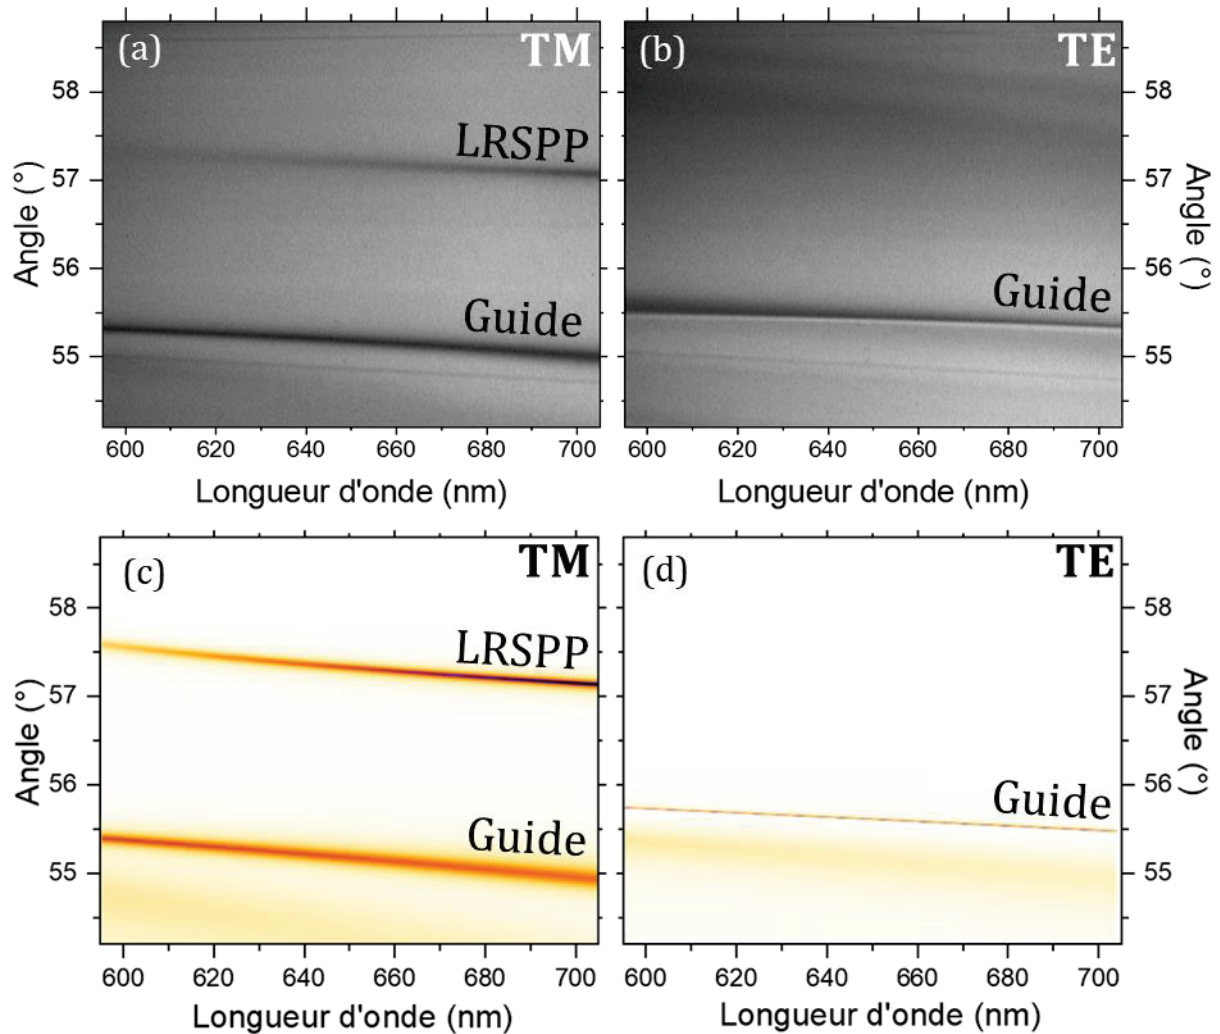 (a) TM
LRSPP
Guide
58
57
56
55
Angle (°)
600 620 640 660 680 700
Longueur d'onde (nm)
(b) TE
Guide
58
57
56
55
Angle (°)
600 620 640 660 680 700
Longueur d'onde (nm)
(c) TM
LRSPP
Guide
58
57
56
55
Angle (°)
600 620 640 660 680 700
Longueur d'onde (nm)
(d) TE
Guide
58
57
56
55
Angle (°)
600 620 640 660 680 700
Longueur d'onde (nm)